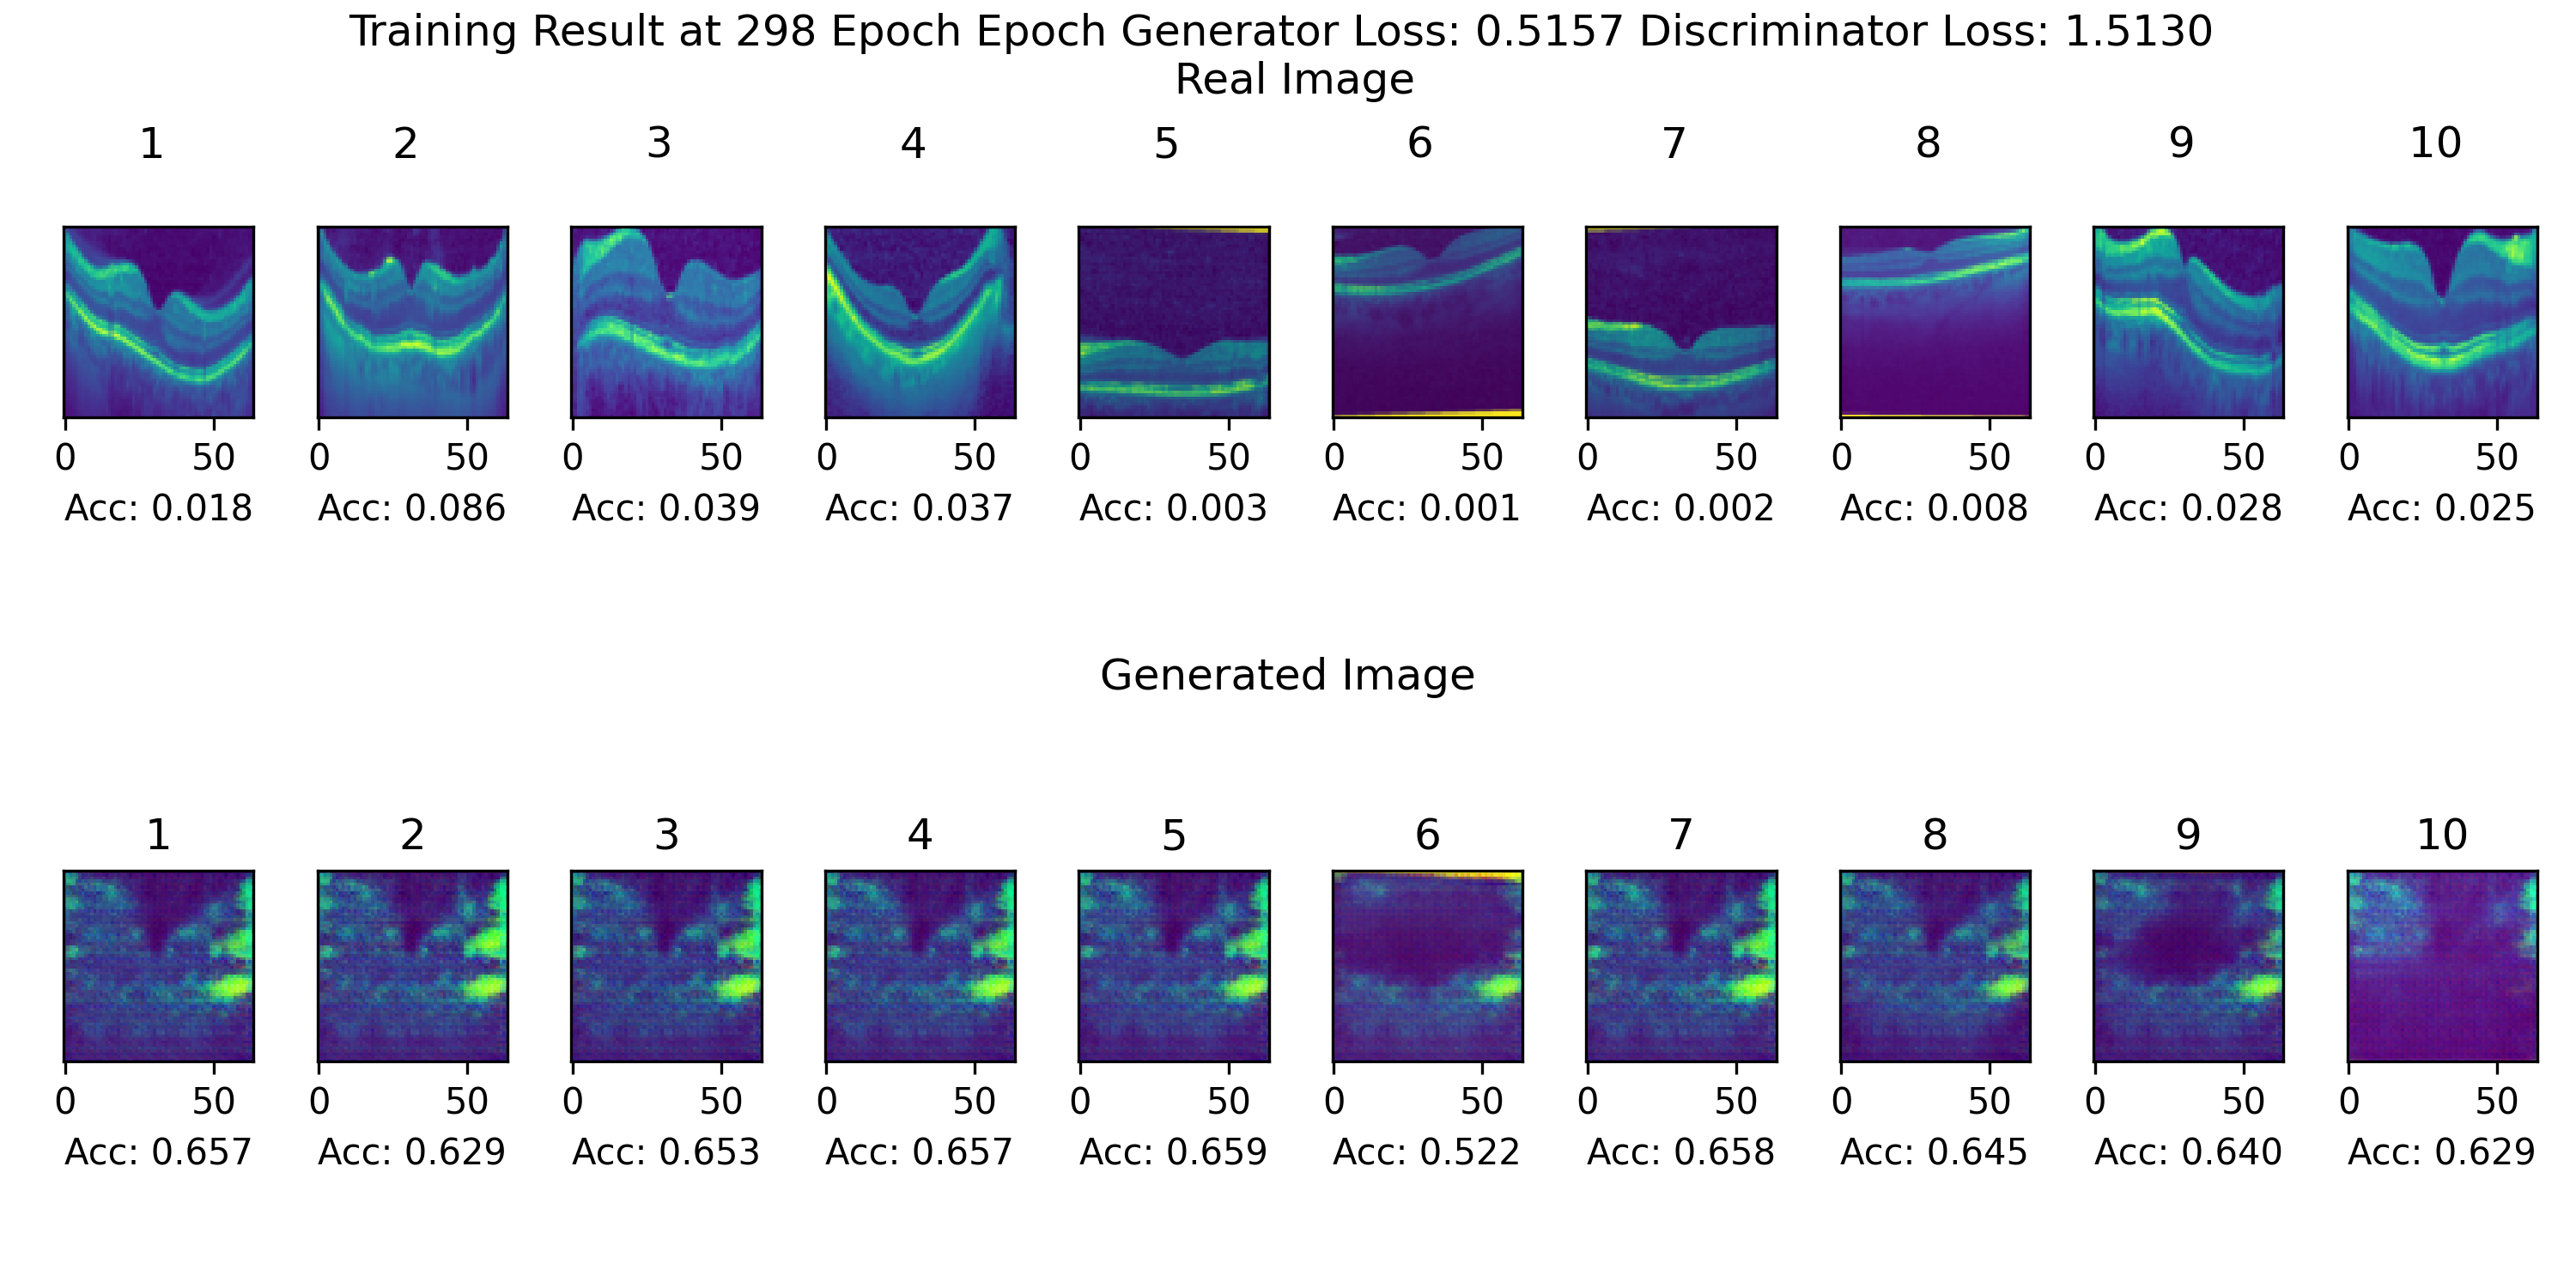 Training Result at 298 Epoch Epoch Generator Loss: 0.5157 Discriminator Loss: 1.5130
Real Image
1 2 3 4 5 6 7 8 9 10
0 50 0 50 0 50 0 50 0 50 0 50 0 50 0 50 0 50 0 50
Acc: 0.018 Acc: 0.086 Acc: 0.039 Acc: 0.037 Acc: 0.003 Acc: 0.001 Acc: 0.002 Acc: 0.008 Acc: 0.028 Acc: 0.025
Generated Image
1 2 3 4 5 6 7 8 9 10
0 50 0 50 0 50 0 50 0 50 0 50 0 50 0 50 0 50 0 50
Acc: 0.657 Acc: 0.629 Acc: 0.653 Acc: 0.657 Acc: 0.659 Acc: 0.522 Acc: 0.658 Acc: 0.645 Acc: 0.640 Acc: 0.629